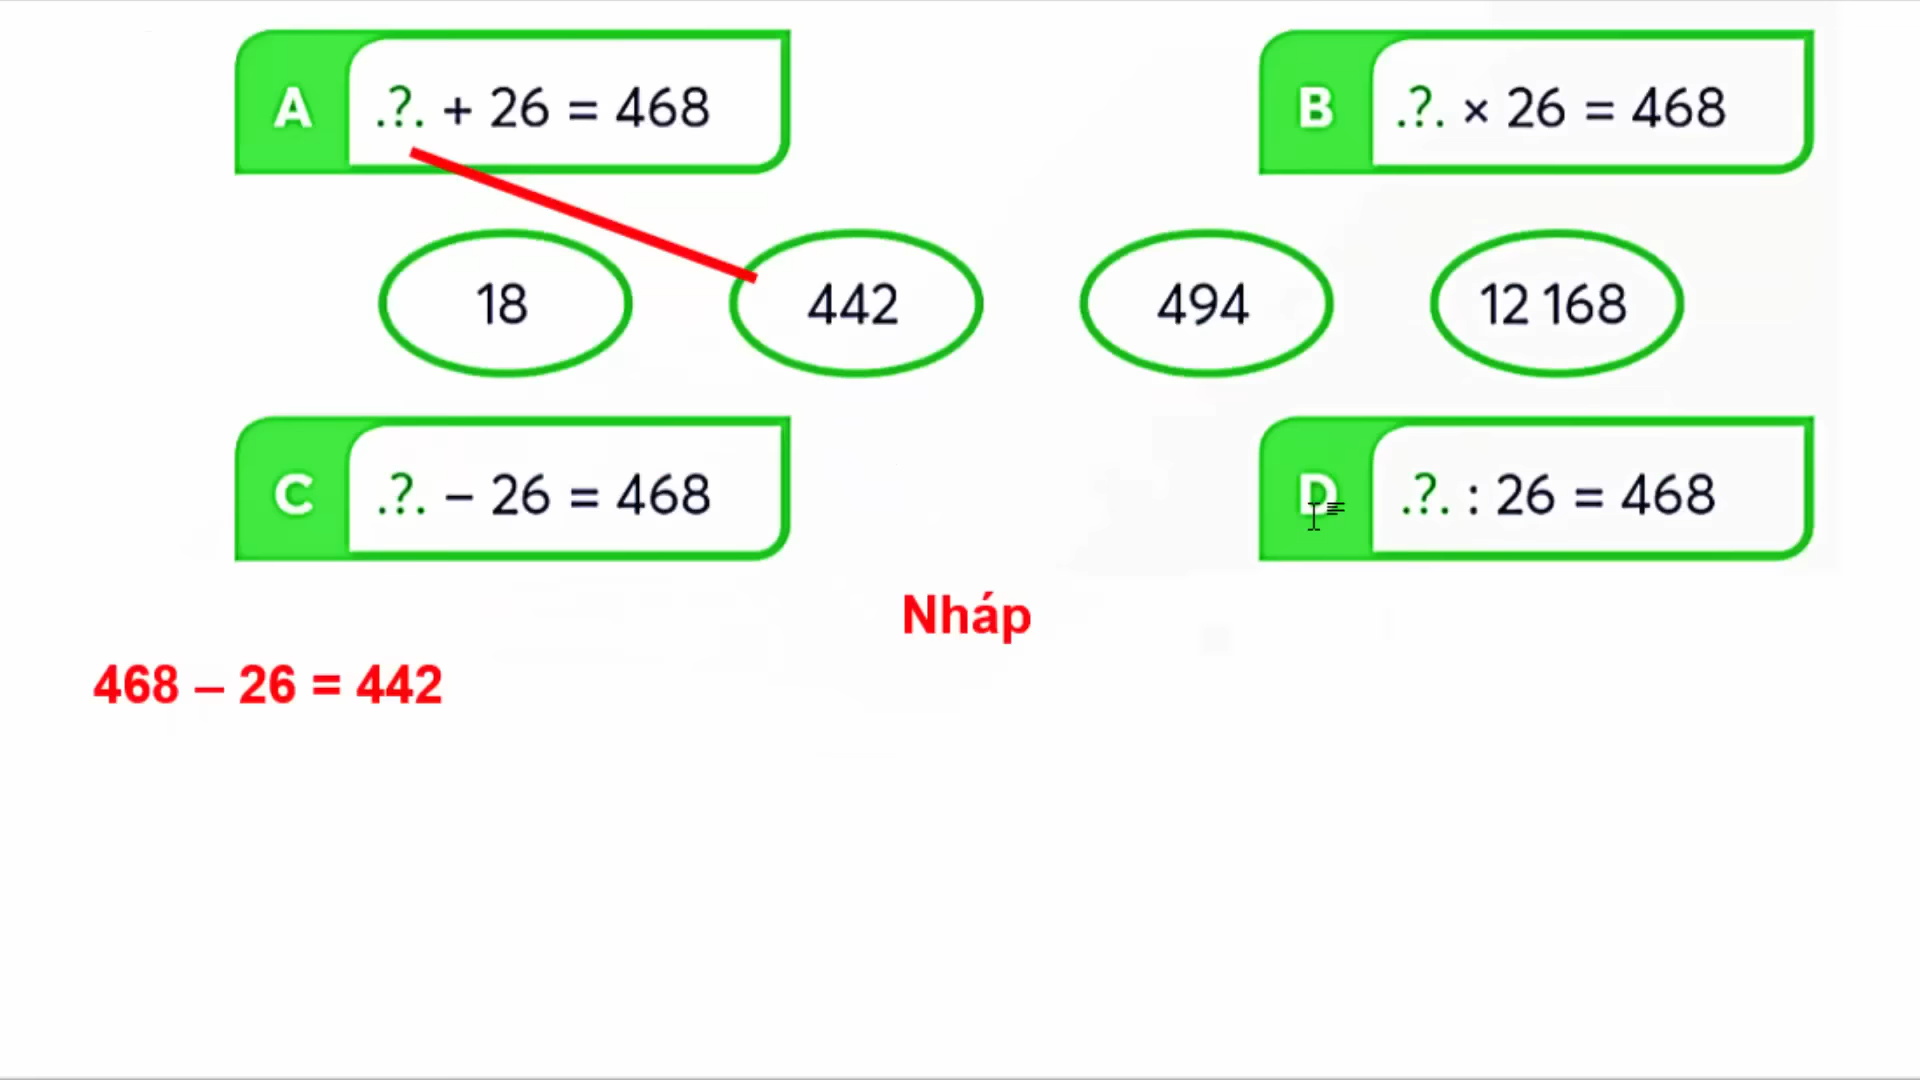 A .?. + 26 = 468
B .?. × 26 = 468
18
442
494
12 168
C .?. – 26 = 468
D .?. : 26 = 468
Nháp
468 – 26 = 442